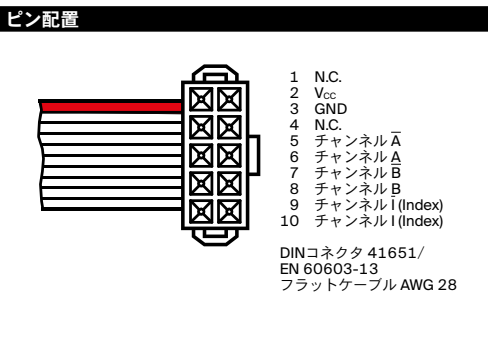 ピン配置
1 N.C.
2 Vcc
3 GND
4 N.C.
5 チャンネル A̅
6 チャンネル A
7 チャンネル B̅
8 チャンネル B
9 チャンネル I̅ (Index)
10 チャンネル I (Index)
DINコネクタ 41651/
EN 60603-13
フラットケーブル AWG 28